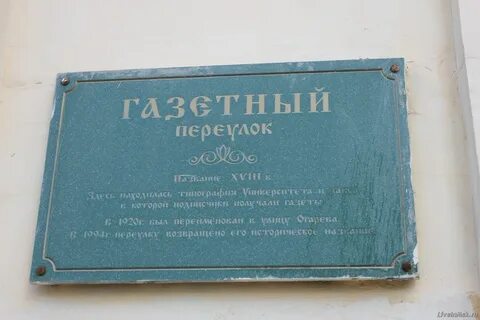 ГАЗЕТНЫЙ
ПЕРЕУЛОК
Название XVIII в.
Здесь находилась типография Университета и лавка,
в которой подписчики получали газеты
В 1920г. был переименован в улицу Огарева.
В 1994г. переулку возвращено его историческое название